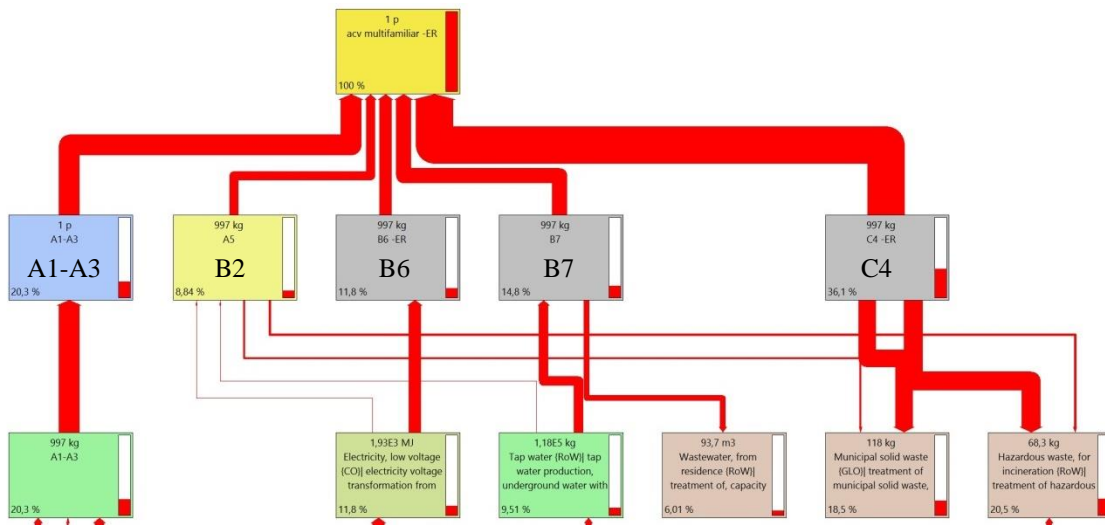 1 p
acv multifamiliar -ER
100 %
1 p
A1-A3
A1-A3
20,3 %
997 kg
A5
B2
8,84 %
997 kg
B6 -ER
B6
11,8 %
997 kg
B7
B7
14,8 %
997 kg
C4 -ER
C4
36,1 %
997 kg
A1-A3
20,3 %
1,93E3 MJ
Electricity, low voltage
{CO}| electricity voltage
transformation from
11,8 %
1,18E5 kg
Tap water {RoW}| tap
water production,
underground water with
9,51 %
93,7 m3
Wastewater, from
residence {RoW}|
treatment of, capacity
6,01 %
118 kg
Municipal solid waste
{GLO}| treatment of
municipal solid waste,
18,5 %
68,3 kg
Hazardous waste, for
incineration {RoW}|
treatment of hazardous
20,5 %